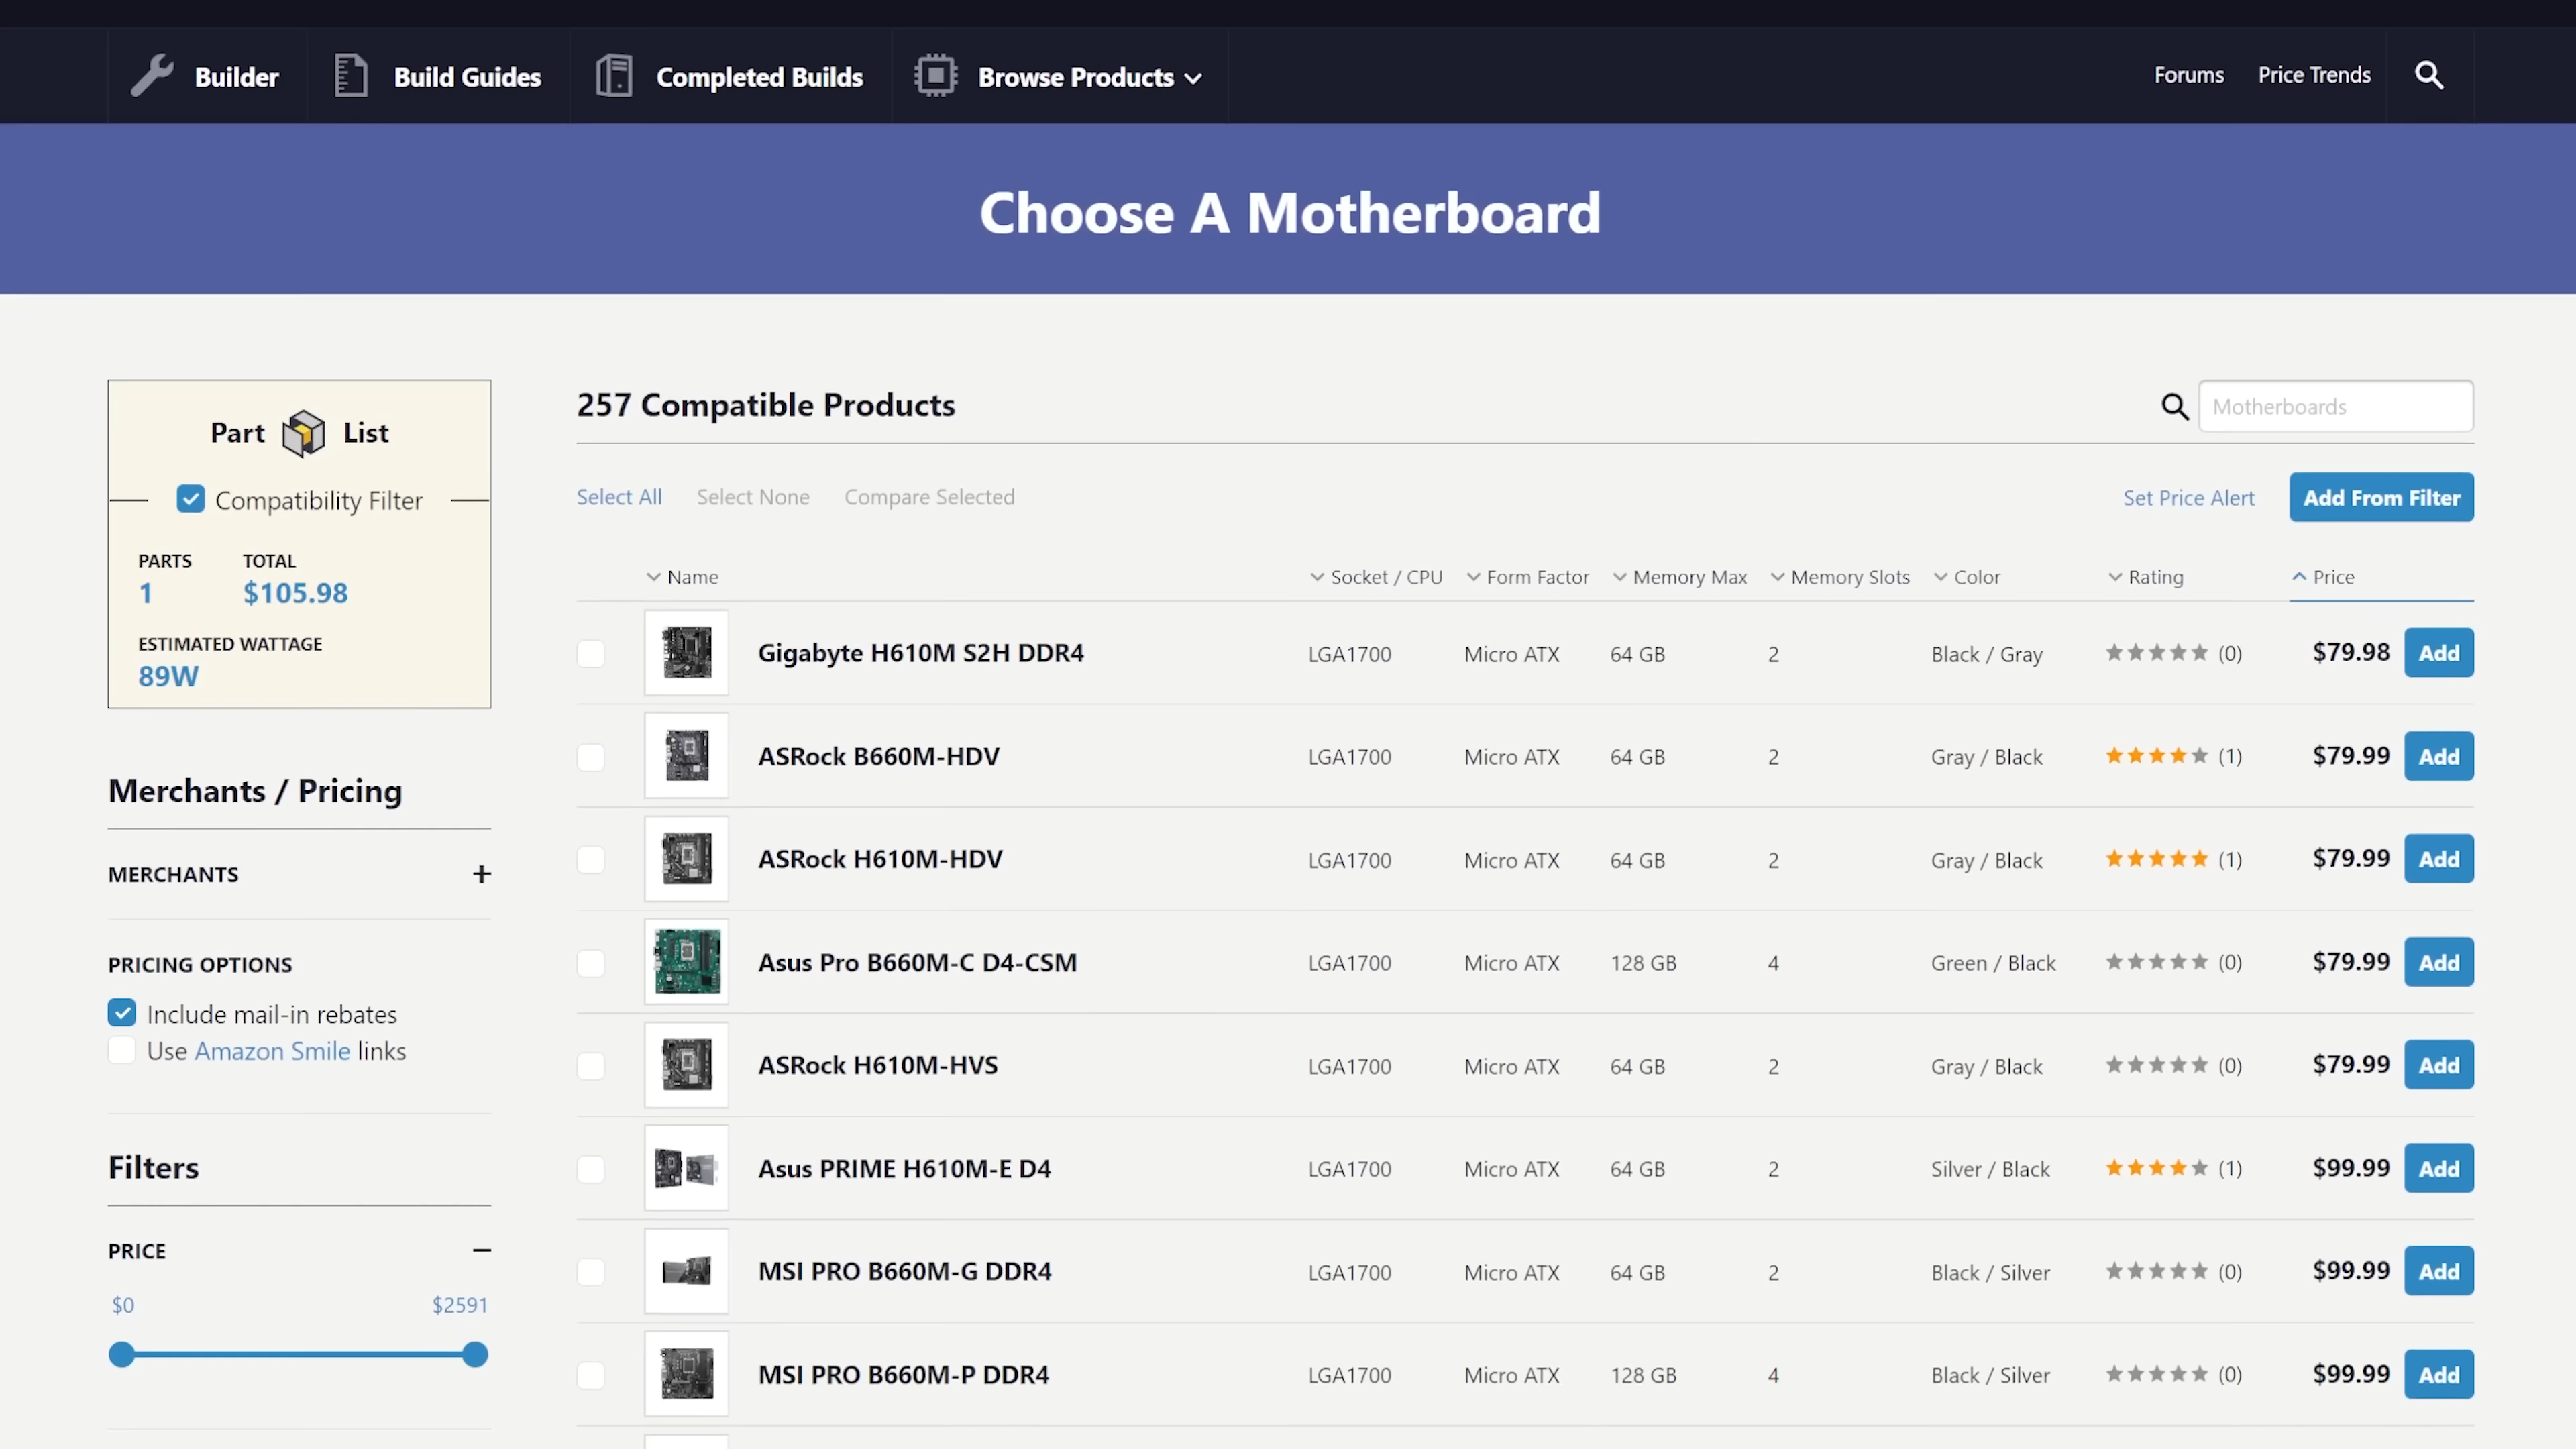 Builder Build Guides Completed Builds Browse Products Forums Price Trends
Choose A Motherboard
Part List
Compatibility Filter
PARTS TOTAL
1 $105.98
ESTIMATED WATTAGE
89W
Merchants / Pricing
MERCHANTS +
PRICING OPTIONS
Include mail-in rebates
Use Amazon Smile links
Filters
PRICE –
$0 $2591
257 Compatible Products Motherboards
Select All Select None Compare Selected Set Price Alert Add From Filter
Name Socket / CPU Form Factor Memory Max Memory Slots Color Rating Price
Gigabyte H610M S2H DDR4 LGA1700 Micro ATX 64 GB 2 Black / Gray (0) $79.98 Add
ASRock B660M-HDV LGA1700 Micro ATX 64 GB 2 Gray / Black (1) $79.99 Add
ASRock H610M-HDV LGA1700 Micro ATX 64 GB 2 Gray / Black (1) $79.99 Add
Asus Pro B660M-C D4-CSM LGA1700 Micro ATX 128 GB 4 Green / Black (0) $79.99 Add
ASRock H610M-HVS LGA1700 Micro ATX 64 GB 2 Gray / Black (0) $79.99 Add
Asus PRIME H610M-E D4 LGA1700 Micro ATX 64 GB 2 Silver / Black (1) $99.99 Add
MSI PRO B660M-G DDR4 LGA1700 Micro ATX 64 GB 2 Black / Silver (0) $99.99 Add
MSI PRO B660M-P DDR4 LGA1700 Micro ATX 128 GB 4 Black / Silver (0) $99.99 Add